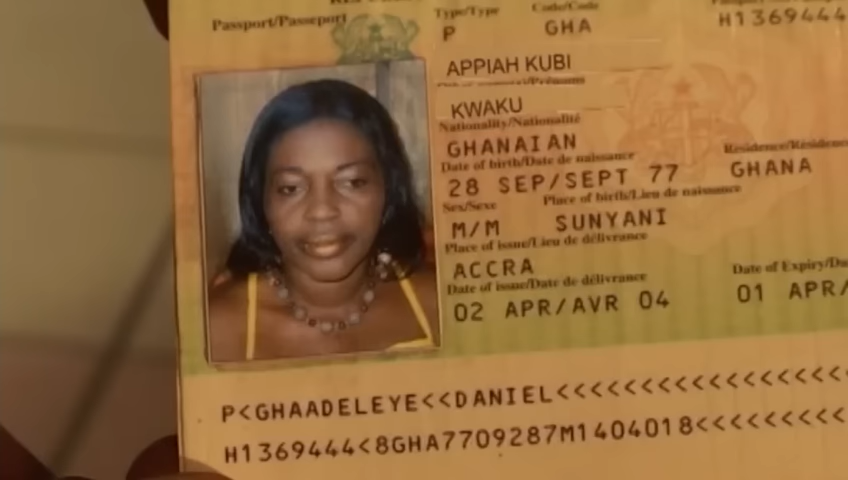 Passport/Passeport
Type/Type Code/Code
P GHA H1369444
APPIAH KUBI
KWAKU
Nationality/Nationalité
GHANAIAN
Date of birth/Date de naissance Residence/Résidence
28 SEP/SEPT 77 GHANA
Sex/Sexe Place of birth/Lieu de naissance
M/M SUNYANI
Place of issue/Lieu de délivrance
ACCRA
Date of issue/Date de délivrance Date of Expiry/Da
02 APR/AVR 04 01 APR/
P<GHAADELEYE<<DANIEL<<<<<<<<<<<<<<<<<
H1369444<8GHA7709287M1404018<<<<<<<<<